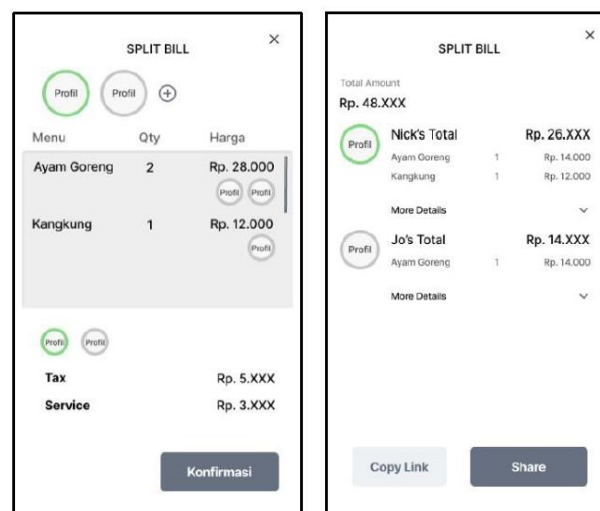 SPLIT BILL ×
Profil Profil +
Menu Qty Harga
Ayam Goreng 2 Rp. 28.000
Profil Profil
Kangkung 1 Rp. 12.000
Profil
Profil Profil
Tax Rp. 5.XXX
Service Rp. 3.XXX
Konfirmasi
SPLIT BILL ×
Total Amount
Rp. 48.XXX
Profil Nick's Total Rp. 26.XXX
Ayam Goreng 1 Rp. 14.000
Kangkung 1 Rp. 12.000
More Details
Profil Jo's Total Rp. 14.XXX
Ayam Goreng 1 Rp. 14.000
More Details
Copy Link Share